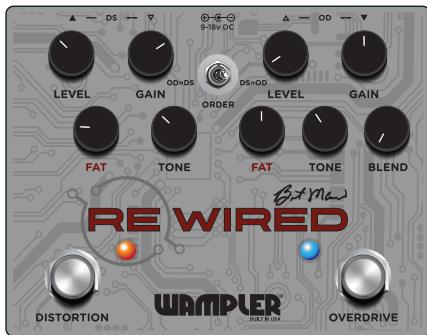 ▲ — DS — ▽
9-18v DC
△ — OD — ▼
OD»DS
DS»OD
LEVEL
GAIN
ORDER
LEVEL
GAIN
FAT
TONE
FAT
TONE
BLEND
RE WIRED
DISTORTION
WAMPLER
BUILT IN USA
OVERDRIVE